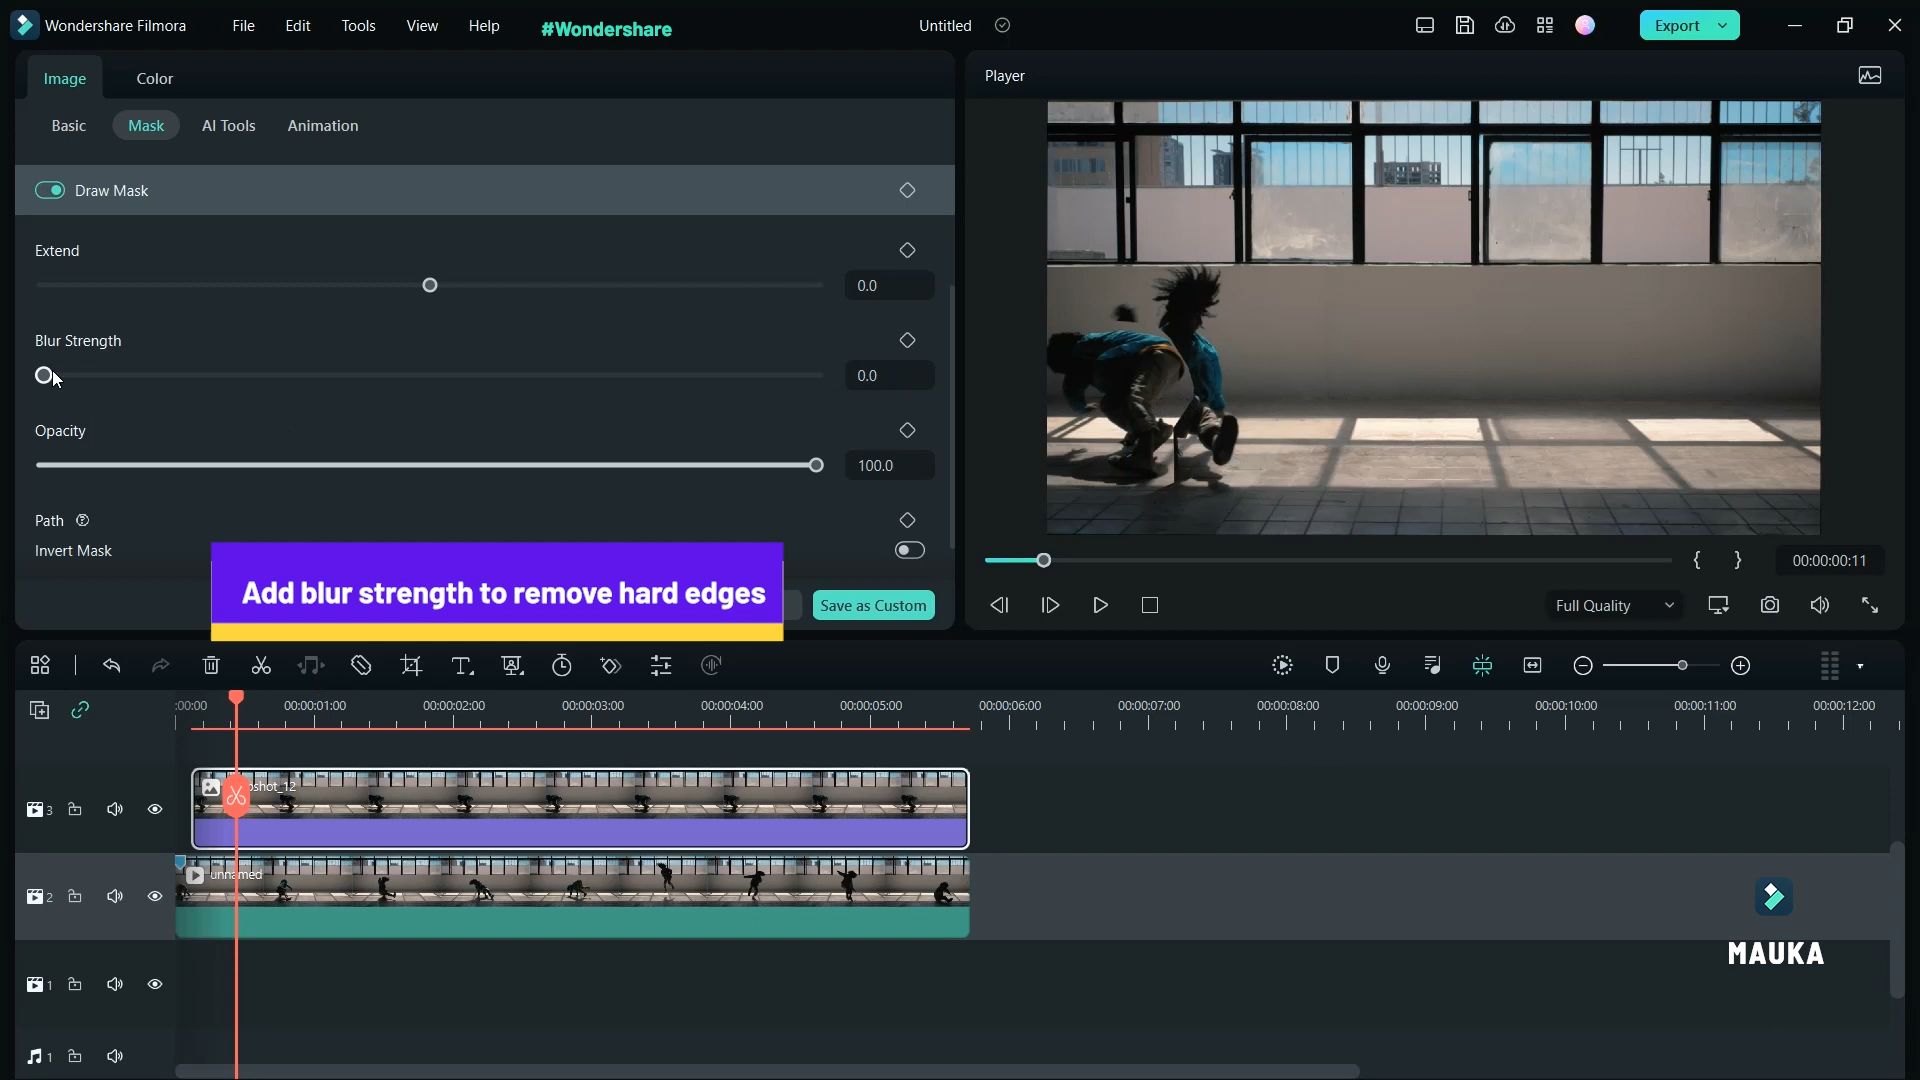 Wondershare Filmora File Edit Tools View Help #Wondershare Untitled Export
Image Color
Basic Mask AI Tools Animation
Draw Mask
Extend
0.0
Blur Strength
0.0
Opacity
100.0
Path
Invert Mask
Add blur strength to remove hard edges
Save as Custom
Player
00:00:00:11
Full Quality
:00:00 00:00:01:00 00:00:02:00 00:00:03:00 00:00:04:00 00:00:05:00 00:00:06:00 00:00:07:00 00:00:08:00 00:00:09:00 00:00:10:00 00:00:11:00 00:00:12:00
3 pshot_12
2 unnamed
MAUKA
1
1